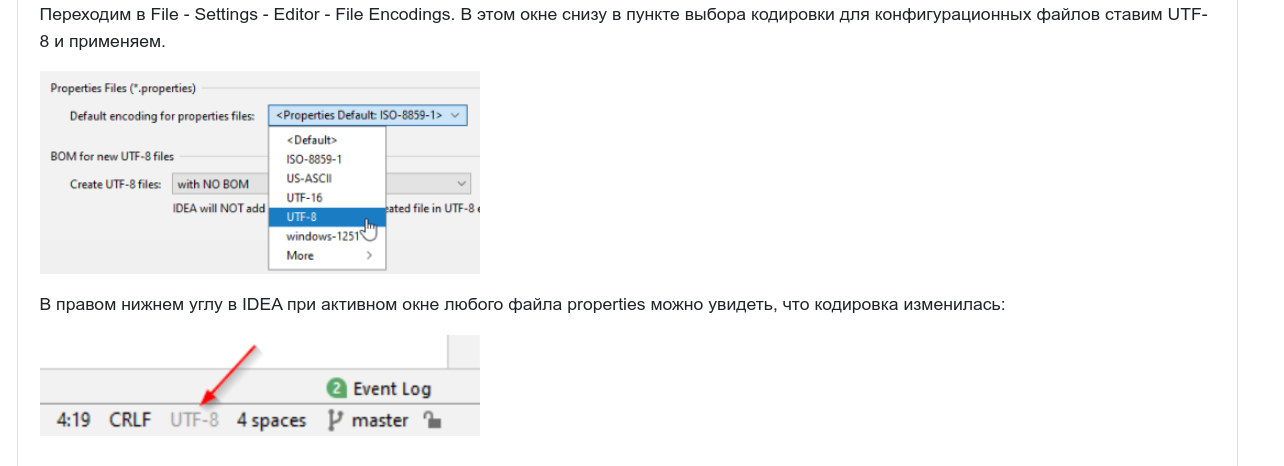 Переходим в File - Settings - Editor - File Encodings. В этом окне снизу в пункте выбора кодировки для конфигурационных файлов ставим UTF-
8 и применяем.
Properties Files (*.properties)
Default encoding for properties files: <Properties Default: ISO-8859-1>
<Default>
BOM for new UTF-8 files
ISO-8859-1
US-ASCII
Create UTF-8 files: with NO BOM
UTF-16
IDEA will NOT add
UTF-8
eated file in UTF-8 e
windows-1251
More
В правом нижнем углу в IDEA при активном окне любого файла properties можно увидеть, что кодировка изменилась:
2 Event Log
4:19 CRLF UTF-8 4 spaces master